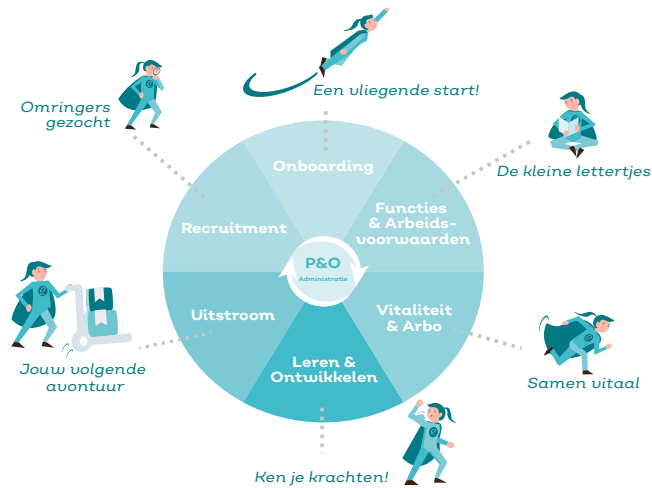 Een vliegende start!
Omringers
gezocht
De kleine lettertjes
Onboarding
Functies
& Arbeids-
voorwaarden
Recruitment
P&O
Administratie
Uitstroom
Vitaliteit
& Arbo
Leren &
Ontwikkelen
Jouw volgende
avontuur
Samen vitaal
Ken je krachten!